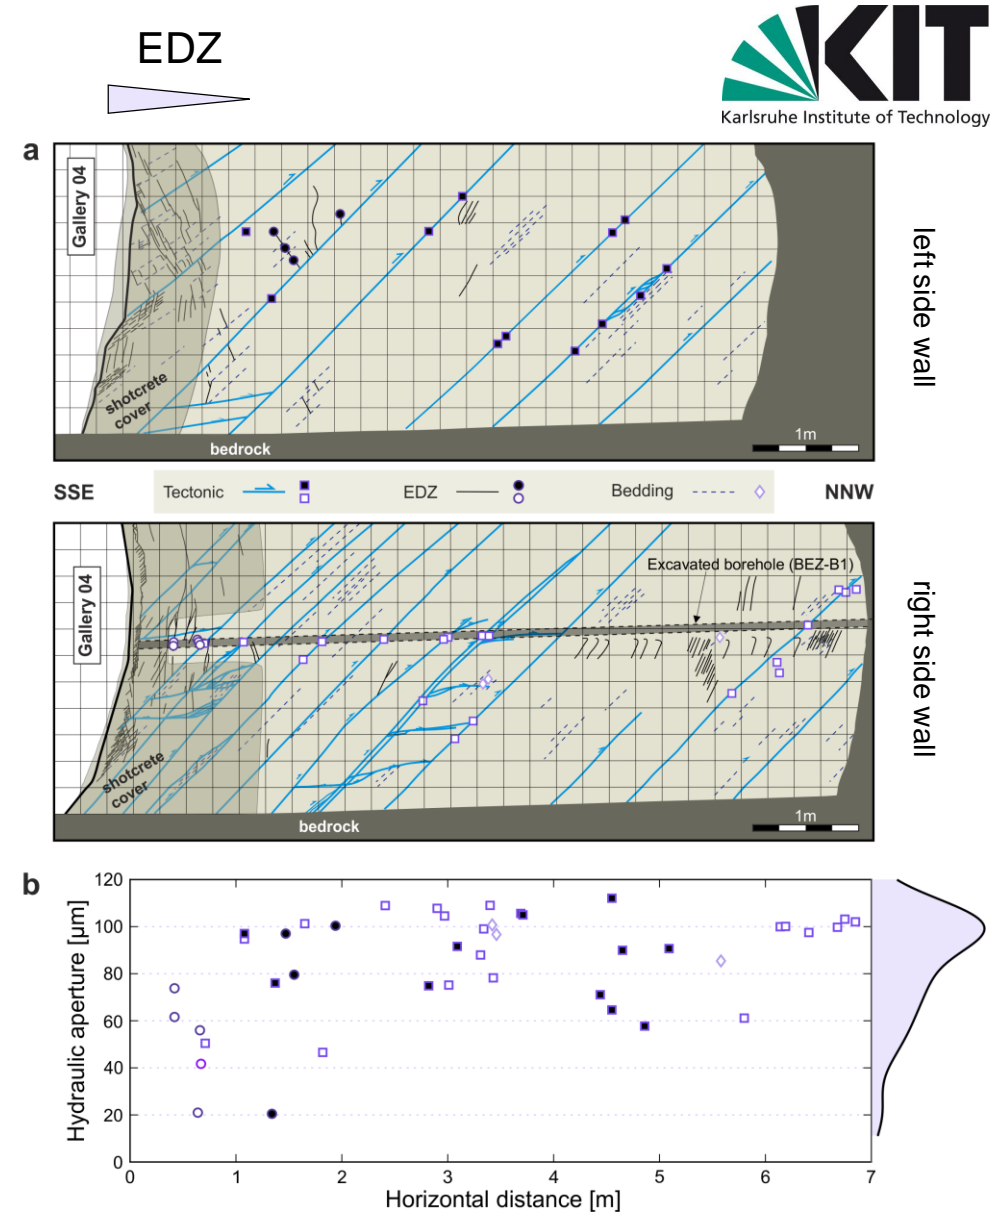 EDZ
KIT
Karlsruhe Institute of Technology
a
Gallery 04
shotcrete
cover
bedrock
1m
left side wall
SSE
Tectonic
EDZ
Bedding
NNW
Excavated borehole (BEZ-B1)
Gallery 04
shotcrete
cover
bedrock
1m
right side wall
b
Hydraulic aperture [µm]
120
100
80
60
40
20
0
0 1 2 3 4 5 6 7
Horizontal distance [m]